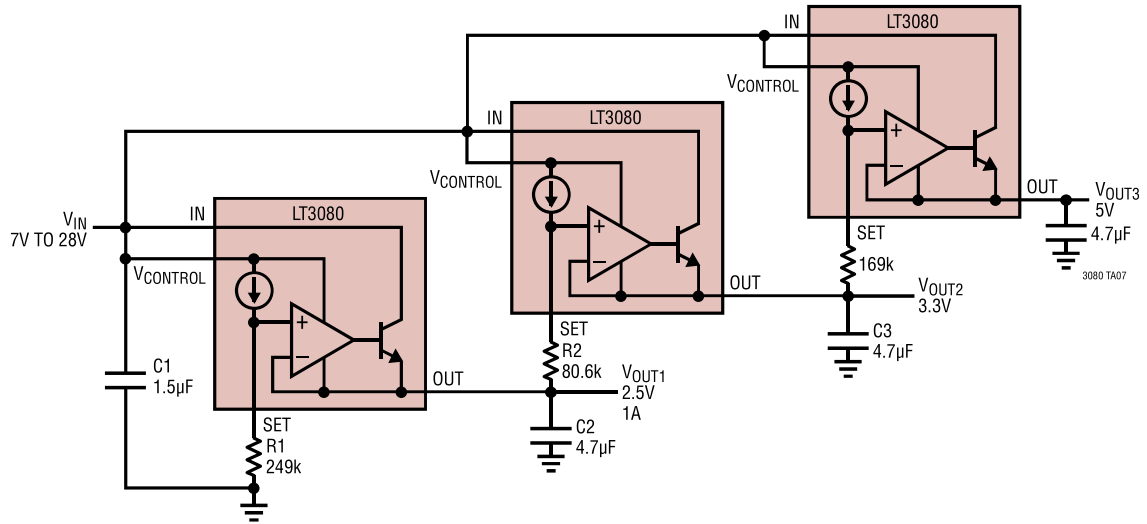 IN
LT3080
VCONTROL
+
−
OUT
VOUT3
5V
4.7µF
SET
169k
3080 TA07
IN
LT3080
VCONTROL
+
−
OUT
VOUT2
3.3V
C3
4.7µF
SET
R2
80.6k
VIN
7V TO 28V
IN
LT3080
VCONTROL
+
−
OUT
VOUT1
2.5V
1A
C1
1.5µF
C2
4.7µF
SET
R1
249k